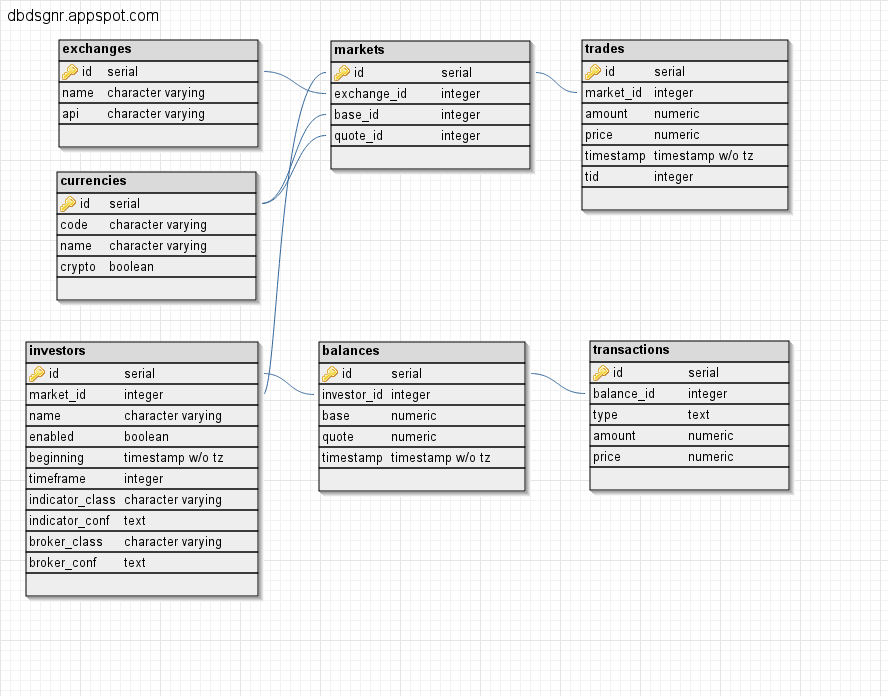 dbdsgnr.appspot.com
exchanges
id serial
name character varying
api character varying
markets
id serial
exchange_id integer
base_id integer
quote_id integer
trades
id serial
market_id integer
amount numeric
price numeric
timestamp timestamp w/o tz
tid integer
currencies
id serial
code character varying
name character varying
crypto boolean
investors
id serial
market_id integer
name character varying
enabled boolean
beginning timestamp w/o tz
timeframe integer
indicator_class character varying
indicator_conf text
broker_class character varying
broker_conf text
balances
id serial
investor_id integer
base numeric
quote numeric
timestamp timestamp w/o tz
transactions
id serial
balance_id integer
type text
amount numeric
price numeric